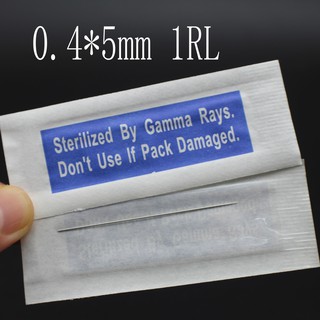 0.4*5mm 1RL
Sterilized By Gamma Rays.
Don't Use If Pack Damaged.